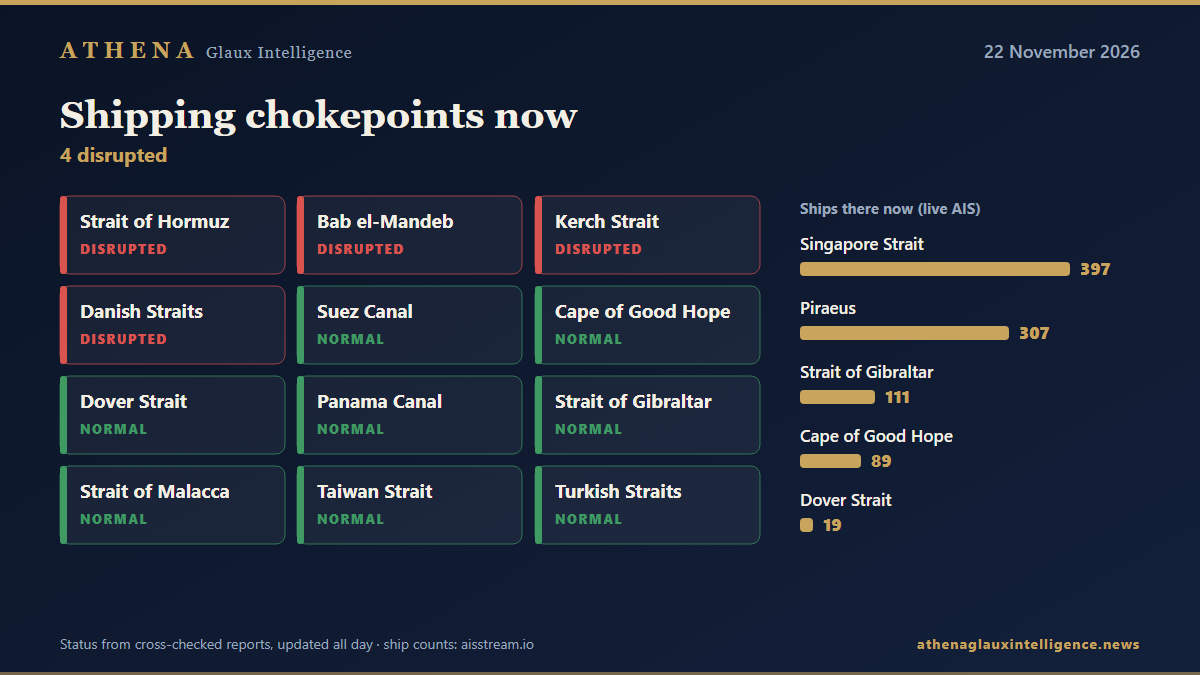 ATHENA Glaux Intelligence
22 November 2026
Shipping chokepoints now
4 disrupted
Strait of Hormuz
DISRUPTED
Bab el-Mandeb
DISRUPTED
Kerch Strait
DISRUPTED
Danish Straits
DISRUPTED
Suez Canal
NORMAL
Cape of Good Hope
NORMAL
Dover Strait
NORMAL
Panama Canal
NORMAL
Strait of Gibraltar
NORMAL
Strait of Malacca
NORMAL
Taiwan Strait
NORMAL
Turkish Straits
NORMAL
Ships there now (live AIS)
Singapore Strait
397
Piraeus
307
Strait of Gibraltar
111
Cape of Good Hope
89
Dover Strait
19
Status from cross-checked reports, updated all day · ship counts: aisstream.io
athenaglauxintelligence.news